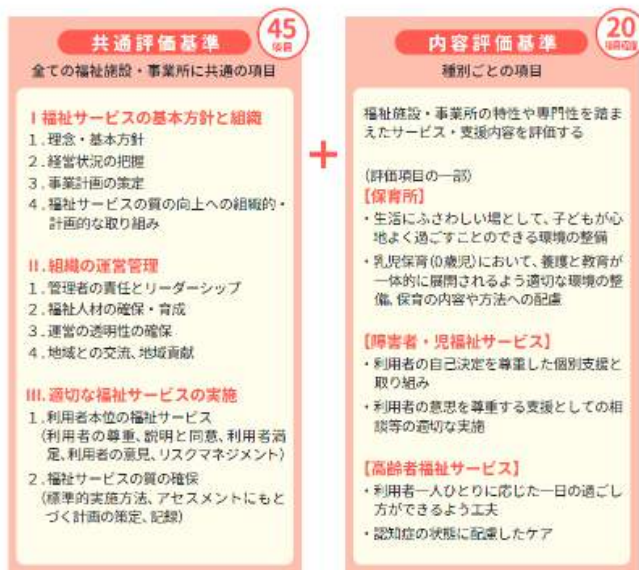 共通評価基準
45
項目
全ての福祉施設・事業所に共通の項目
I 福祉サービスの基本方針と組織
1.理念・基本方針
2.経営状況の把握
3.事業計画の策定
4.福祉サービスの質の向上への組織的・
計画的な取り組み
II.組織の運営管理
1.管理者の責任とリーダーシップ
2.福祉人材の確保・育成
3.運営の透明性の確保
4.地域との交流、地域貢献
III.適切な福祉サービスの実施
1.利用者本位の福祉サービス
(利用者の尊重、説明と同意、利用者満
足、利用者の意見、リスクマネジメント)
2.福祉サービスの質の確保
(標準的実施方法、アセスメントにもと
づく計画の策定、記録)
+
内容評価基準
20
種別ごとの項目
福祉施設・事業所の特性や専門性を踏ま
えたサービス・支援内容を評価する
(評価項目の一部)
【保育所】
・生活にふさわしい場として、子どもが心
地よく過ごすことのできる環境の整備
・乳児保育(0歳児)において、養護と教育が
一体的に展開されるよう適切な環境の整
備、保育の内容や方法への配慮
【障害者・児福祉サービス】
・利用者の自己決定を尊重した個別支援と
取り組み
・利用者の意思を尊重する支援としての相
談等の適切な実施
【高齢者福祉サービス】
・利用者一人ひとりに応じた一日の過ごし
方ができるよう工夫
・認知症の状態に配慮したケア